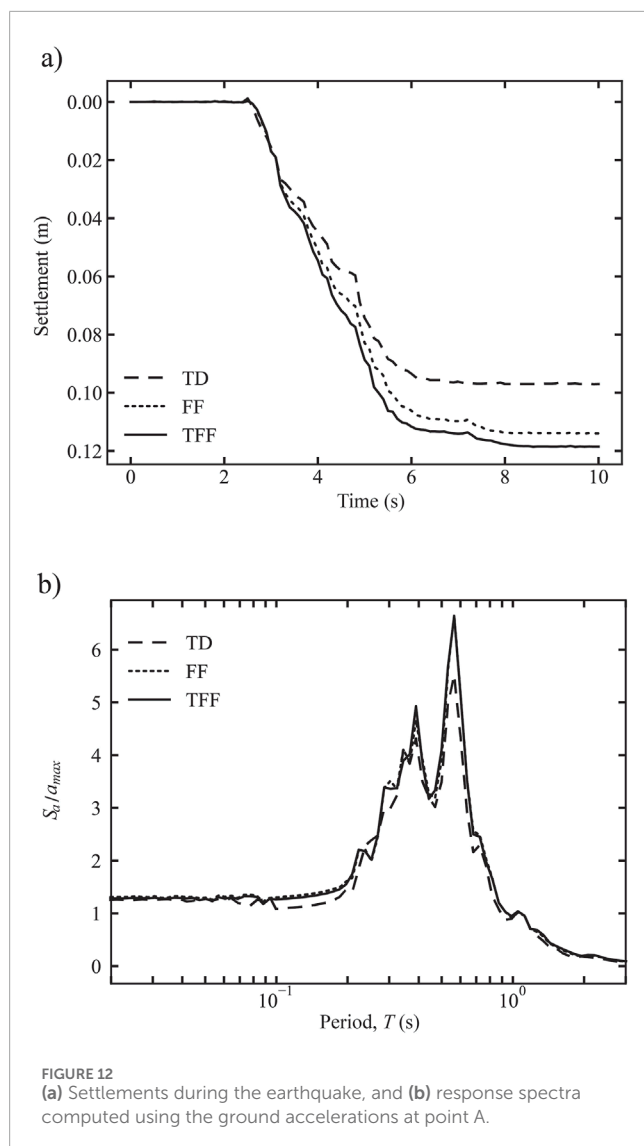 a)
0.00
0.02
0.04
0.06
0.08
0.10
0.12
Settlement (m)
TD
FF
TFF
0 2 4 6 8 10
Time (s)
b)
6
5
4
3
2
1
0
Sₐ/aₘₐₓ
TD
FF
TFF
10⁻¹ 10⁰
Period, T (s)
FIGURE 12
(a) Settlements during the earthquake, and (b) response spectra
computed using the ground accelerations at point A.